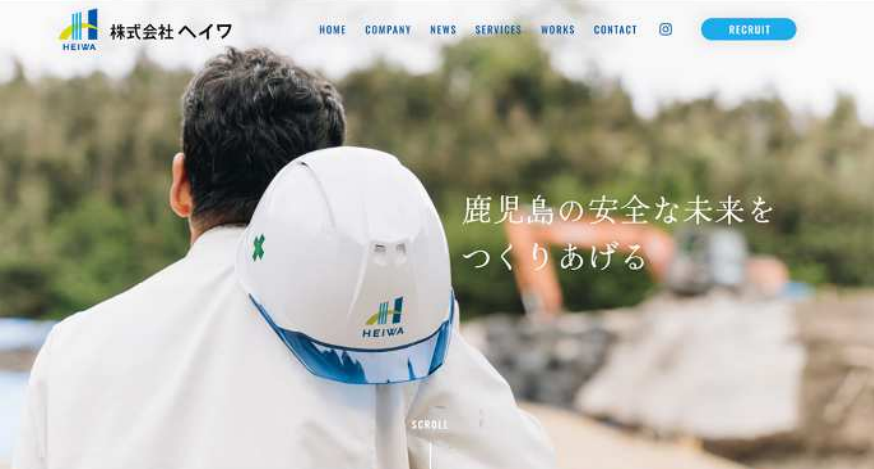 HEIWA
株式会社ヘイワ
HOME
COMPANY
NEWS
SERVICES
WORKS
CONTACT
RECRUIT
鹿児島の安全な未来を
つくりあげる
HEIWA
SCROLL